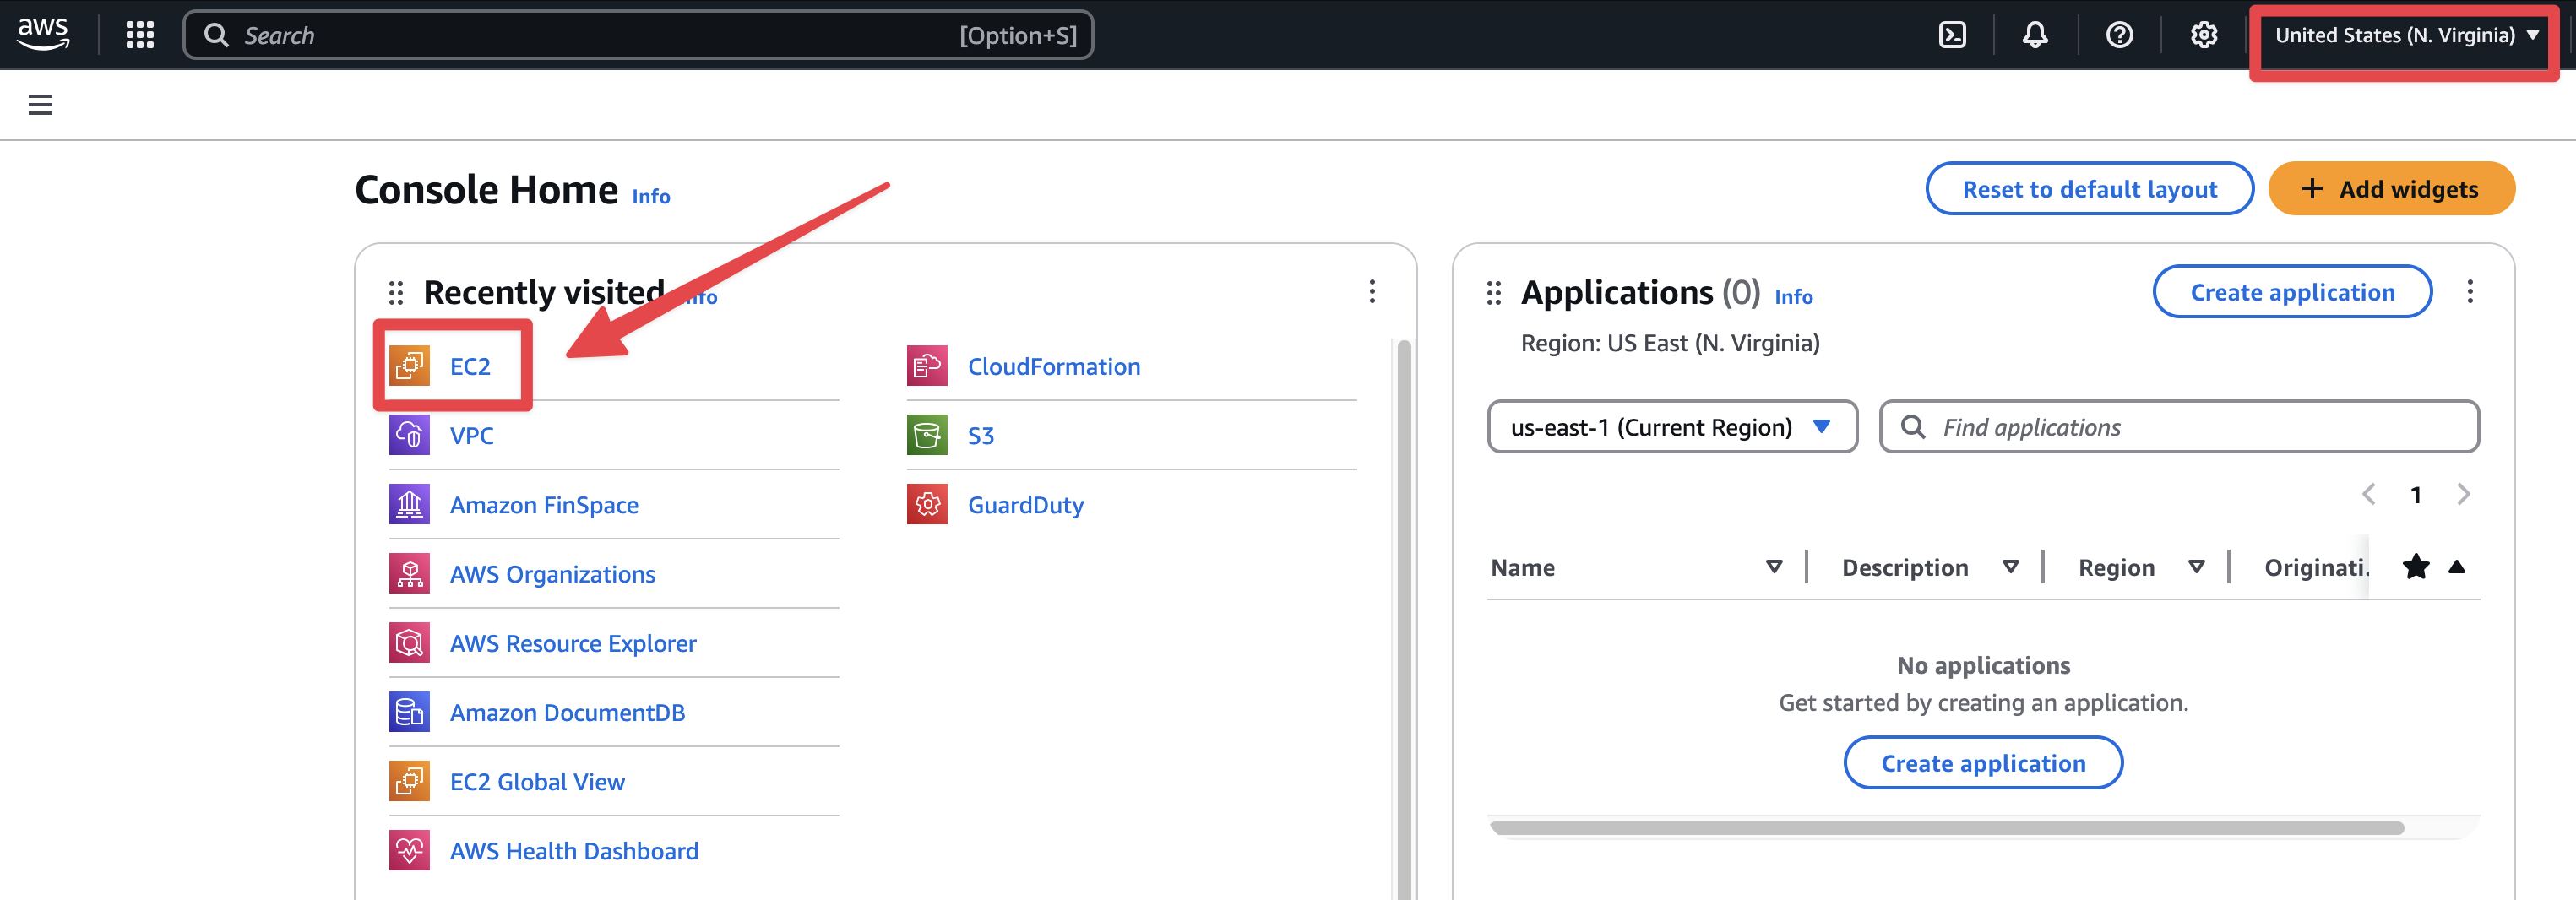 aws
Search [Option+S]
United States (N. Virginia)
Console Home Info
Reset to default layout
+ Add widgets
Recently visited
EC2
VPC
Amazon FinSpace
AWS Organizations
AWS Resource Explorer
Amazon DocumentDB
EC2 Global View
AWS Health Dashboard
CloudFormation
S3
GuardDuty
Applications (0) Info
Create application
Region: US East (N. Virginia)
us-east-1 (Current Region)
Find applications
1
Name Description Region Originati.
No applications
Get started by creating an application.
Create application